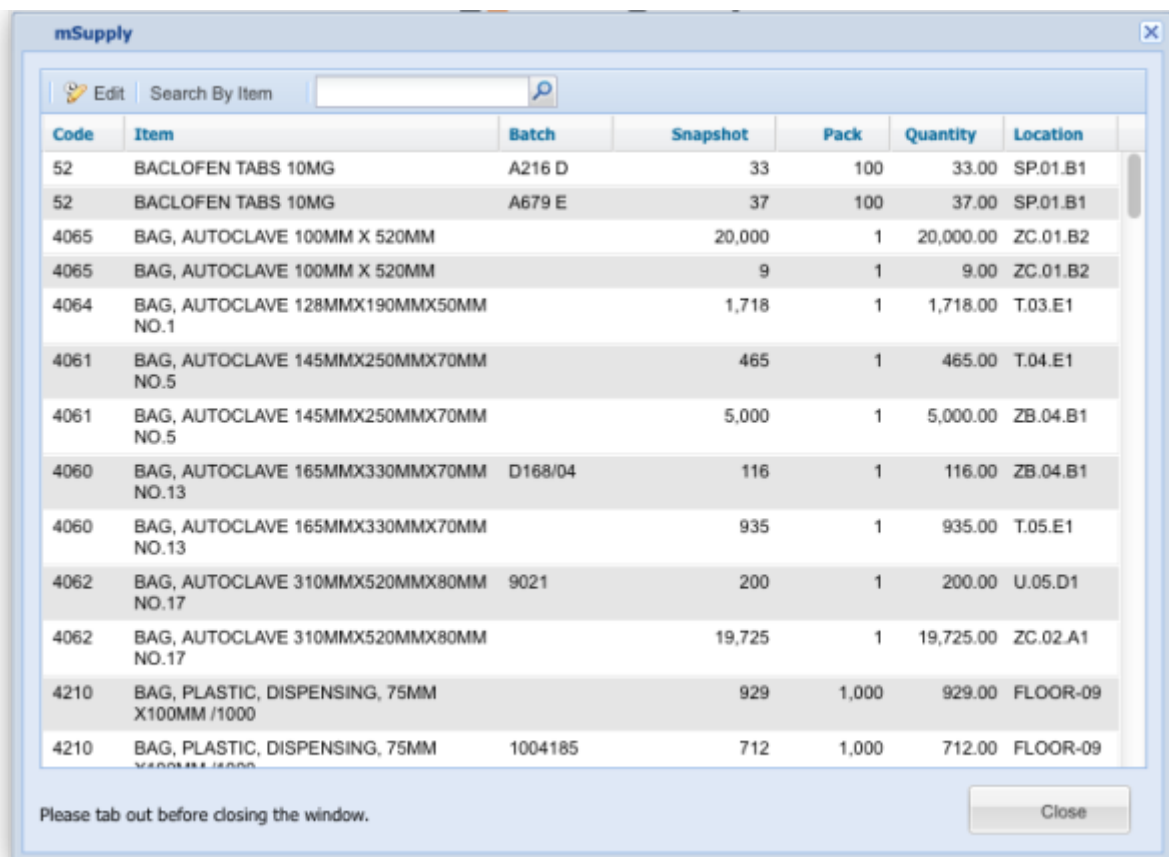 mSupply
Edit Search By Item
Code Item Batch Snapshot Pack Quantity Location
52 BACLOFEN TABS 10MG A216 D 33 100 33.00 SP.01.B1
52 BACLOFEN TABS 10MG A679 E 37 100 37.00 SP.01.B1
4065 BAG, AUTOCLAVE 100MM X 520MM 20,000 1 20,000.00 ZC.01.B2
4065 BAG, AUTOCLAVE 100MM X 520MM 9 1 9.00 ZC.01.B2
4064 BAG, AUTOCLAVE 128MMX190MMX50MM 1,718 1 1,718.00 T.03.E1
NO.1
4061 BAG, AUTOCLAVE 145MMX250MMX70MM 465 1 465.00 T.04.E1
NO.5
4061 BAG, AUTOCLAVE 145MMX250MMX70MM 5,000 1 5,000.00 ZB.04.B1
NO.5
4060 BAG, AUTOCLAVE 165MMX330MMX70MM D168/04 116 1 116.00 ZB.04.B1
NO.13
4060 BAG, AUTOCLAVE 165MMX330MMX70MM 935 1 935.00 T.05.E1
NO.13
4062 BAG, AUTOCLAVE 310MMX520MMX80MM 9021 200 1 200.00 U.05.D1
NO.17
4062 BAG, AUTOCLAVE 310MMX520MMX80MM 19,725 1 19,725.00 ZC.02.A1
NO.17
4210 BAG, PLASTIC, DISPENSING, 75MM 929 1,000 929.00 FLOOR-09
X100MM /1000
4210 BAG, PLASTIC, DISPENSING, 75MM 1004185 712 1,000 712.00 FLOOR-09
Please tab out before closing the window.
Close